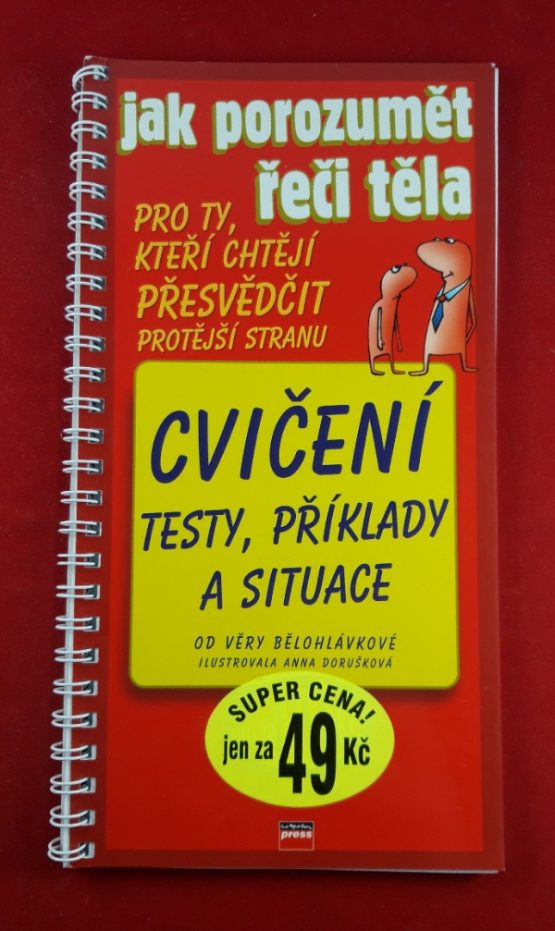 jak porozumět
řeči těla
PRO TY,
KTEŘÍ CHTĚJÍ
PŘESVĚDČIT
PROTĚJŠÍ STRANU
CVIČENÍ
TESTY, PŘÍKLADY
A SITUACE
OD VĚRY BĚLOHLÁVKOVÉ
ILUSTROVALA ANNA DORUŠKOVÁ
SUPER CENA!
jen za 49 Kč
press